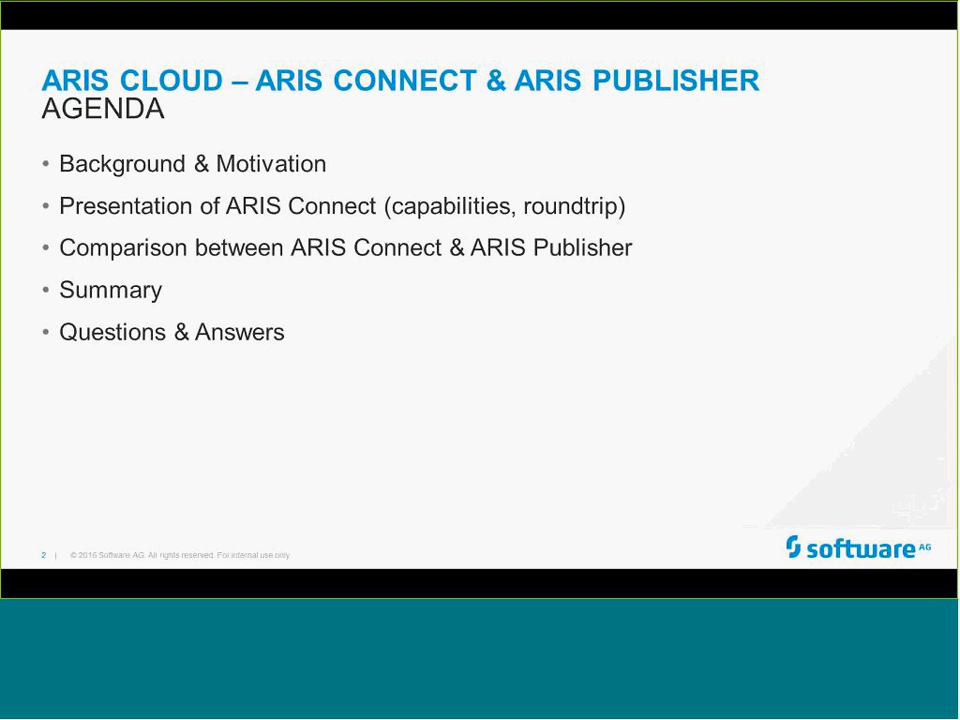 ARIS CLOUD – ARIS CONNECT & ARIS PUBLISHER
AGENDA
• Background & Motivation
• Presentation of ARIS Connect (capabilities, roundtrip)
• Comparison between ARIS Connect & ARIS Publisher
• Summary
• Questions & Answers
2 | © 2016 Software AG. All rights reserved. For internal use only
software AG